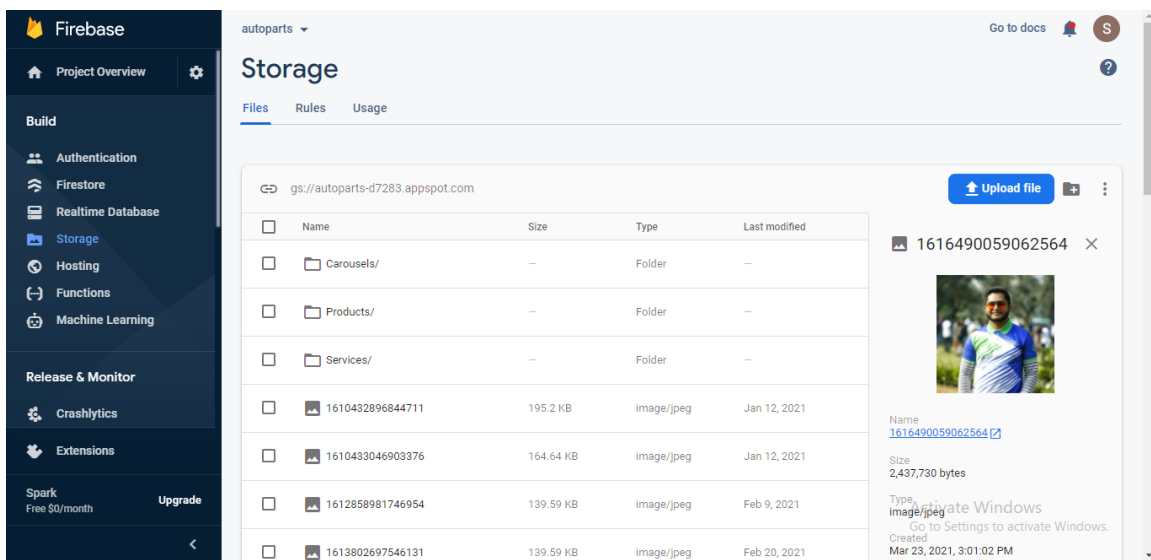 Firebase
autoparts
Go to docs
S
Project Overview
Storage
?
Files Rules Usage
Build
Authentication
Firestore
Realtime Database
Storage
Hosting
Functions
Machine Learning
Release & Monitor
Crashlytics
Extensions
Spark
Free $0/month
Upgrade
gs://autoparts-d7283.appspot.com
Upload file
Name Size Type Last modified
Carousels/ — Folder —
Products/ — Folder —
Services/ — Folder —
1610432896844711 195.2 KB image/jpeg Jan 12, 2021
1610433046903376 164.64 KB image/jpeg Jan 12, 2021
1612858981746954 139.59 KB image/jpeg Feb 9, 2021
1613802697546131 139.59 KB image/jpeg Feb 20, 2021
1616490059062564
Name
1616490059062564
Size
2,437,730 bytes
Type
image/jpeg
Created
Mar 23, 2021, 3:01:02 PM
Activate Windows
Go to Settings to activate Windows.